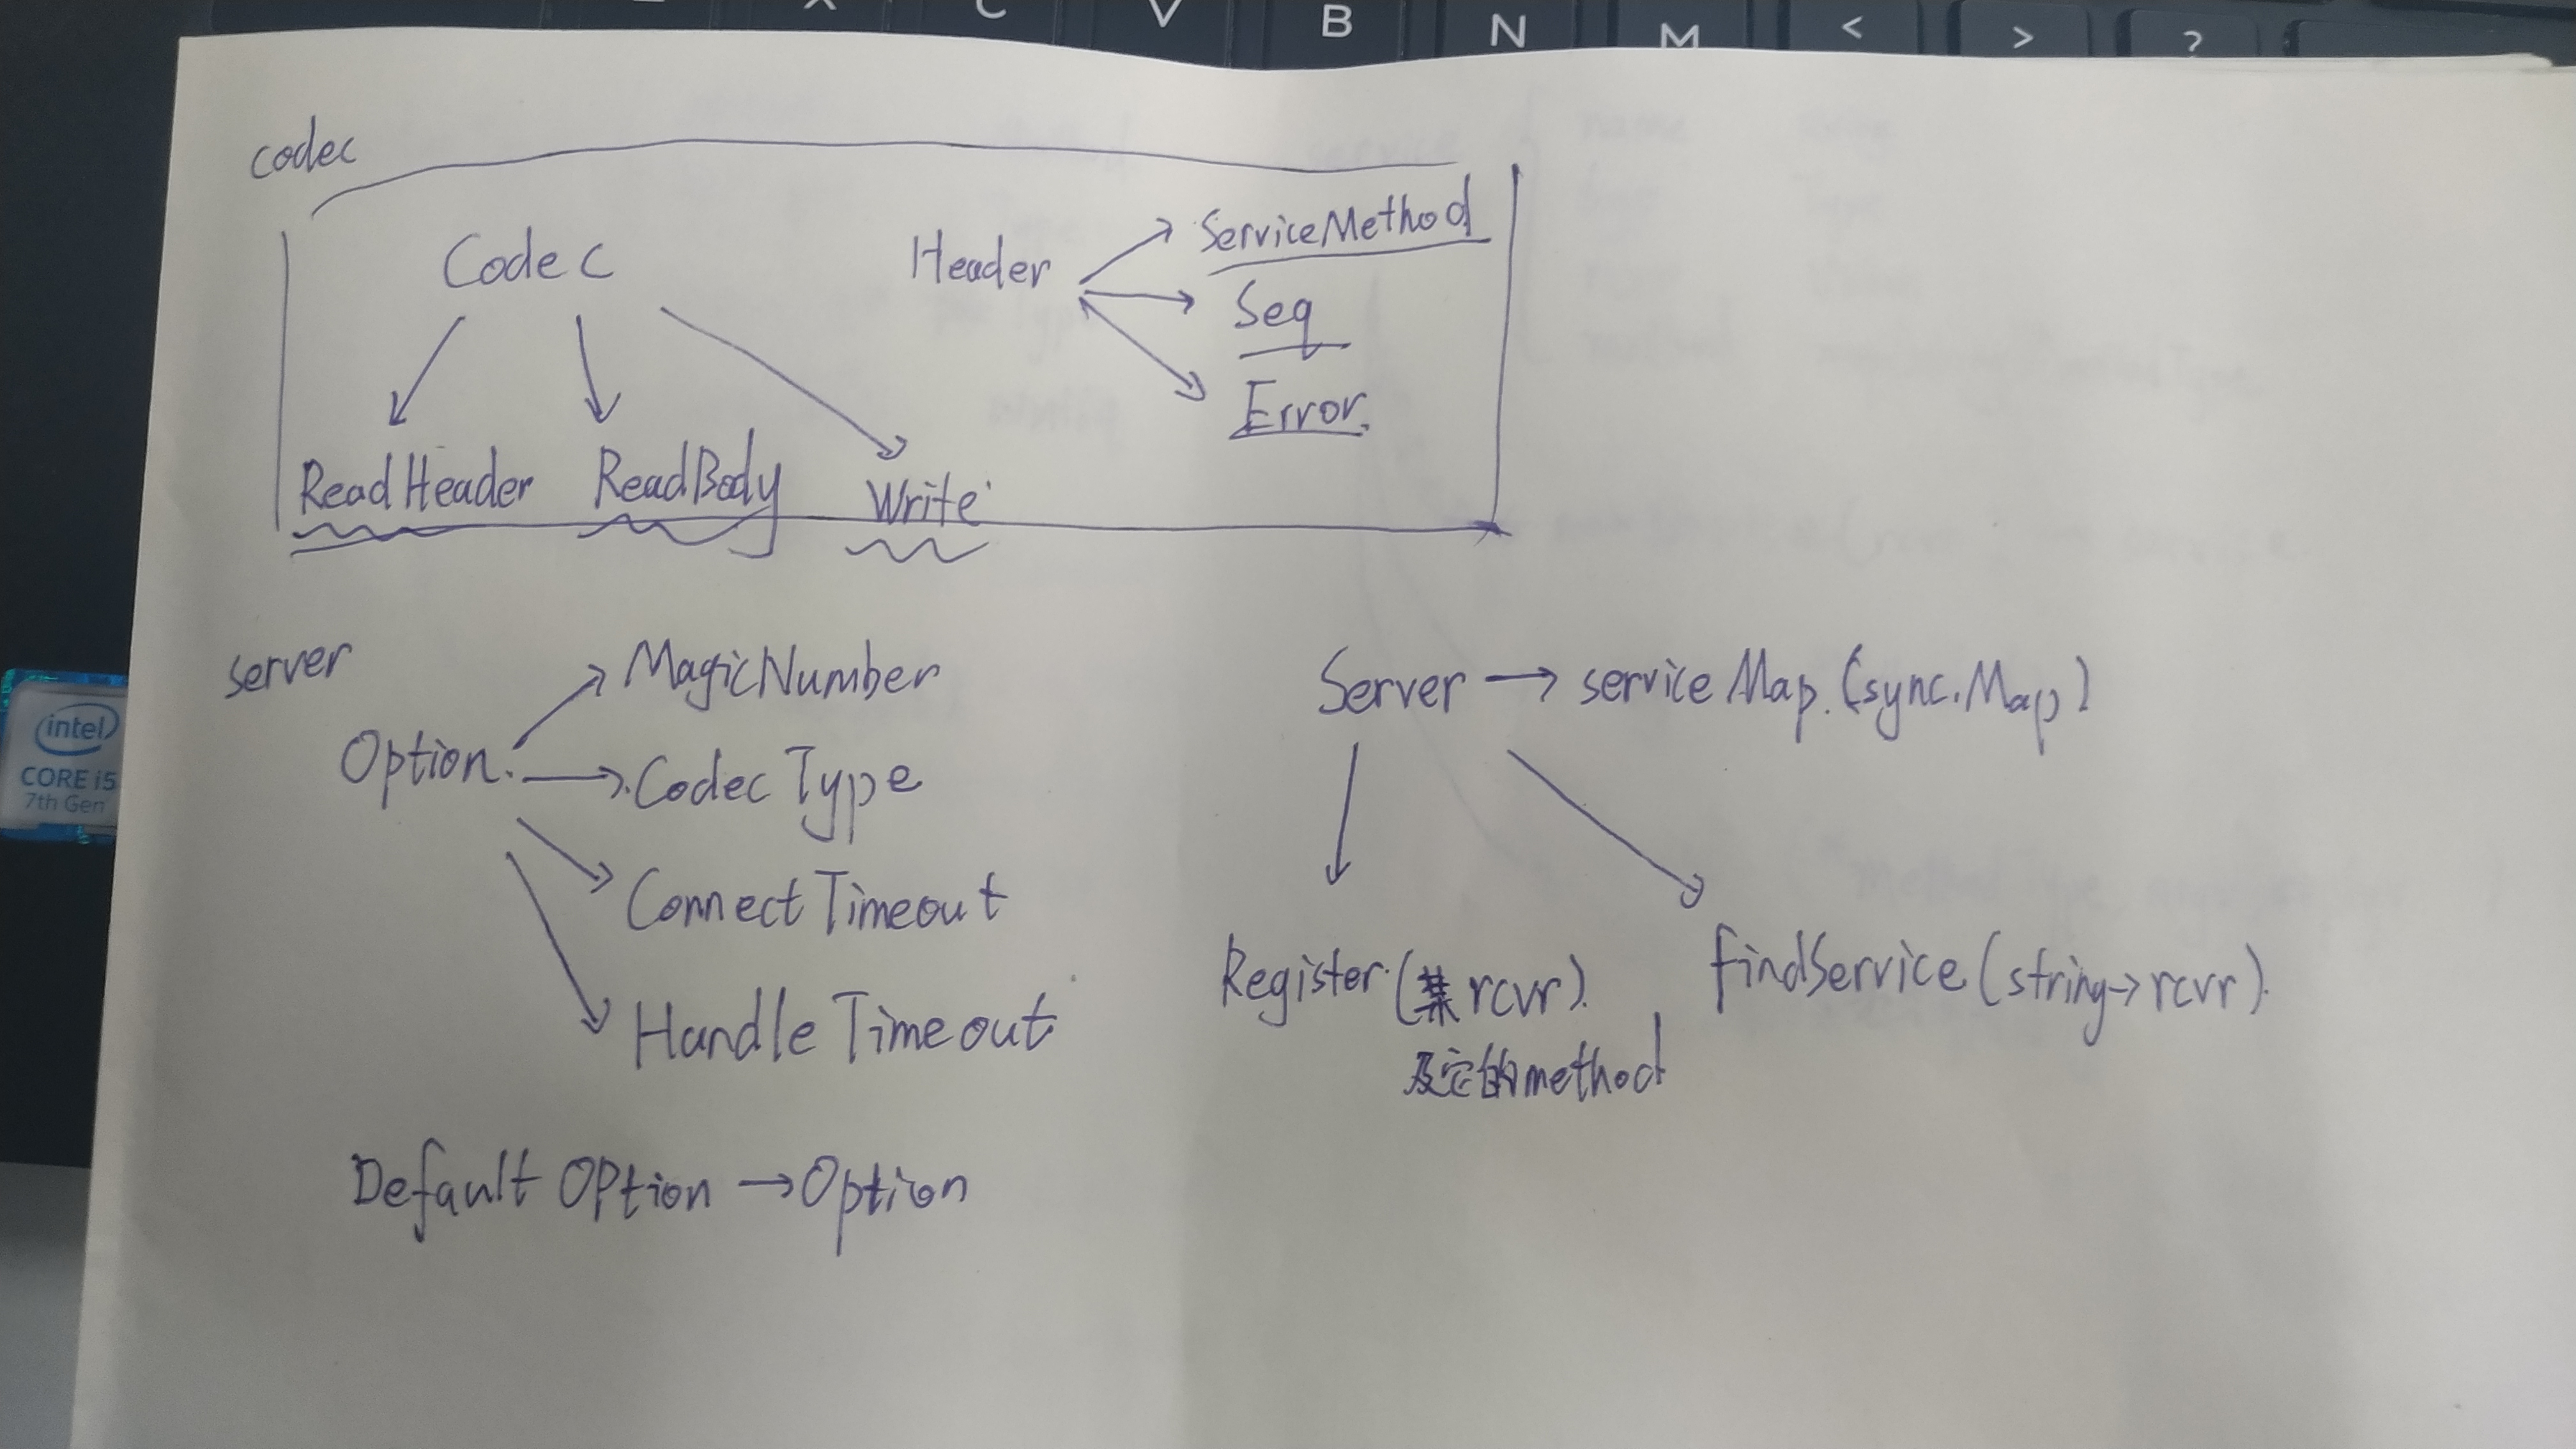 C V B N M < > ?
codec
Codec
Header → ServiceMethod
Seq
Error.
ReadHeader ReadBody Write
server
Option. → MagicNumber
→ CodecType
ConnectTimeout
HandleTimeout
Default OPtion → Option
Server → serviceMap.(sync.Map)
Register(某rcvr).
及它的method
findService(string→rcvr).
intel
CORE i5
7th Gen